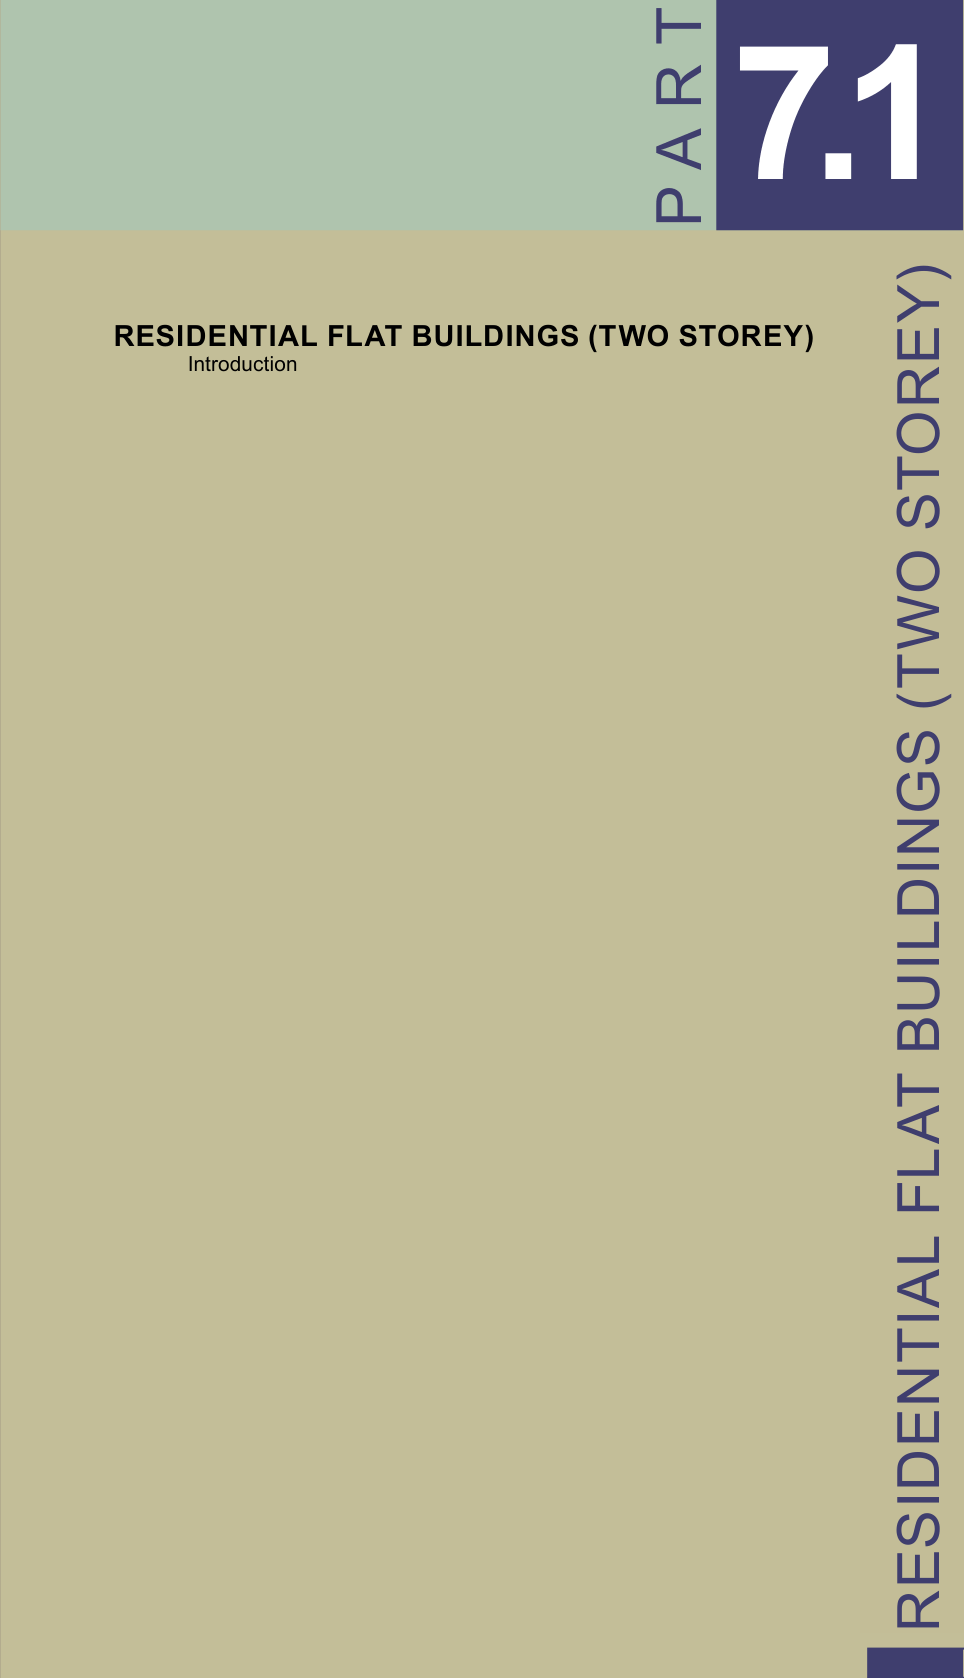 PART
7.1
RESIDENTIAL FLAT BUILDINGS (TWO STOREY)
Introduction
RESIDENTIAL FLAT BUILDINGS (TWO STOREY)